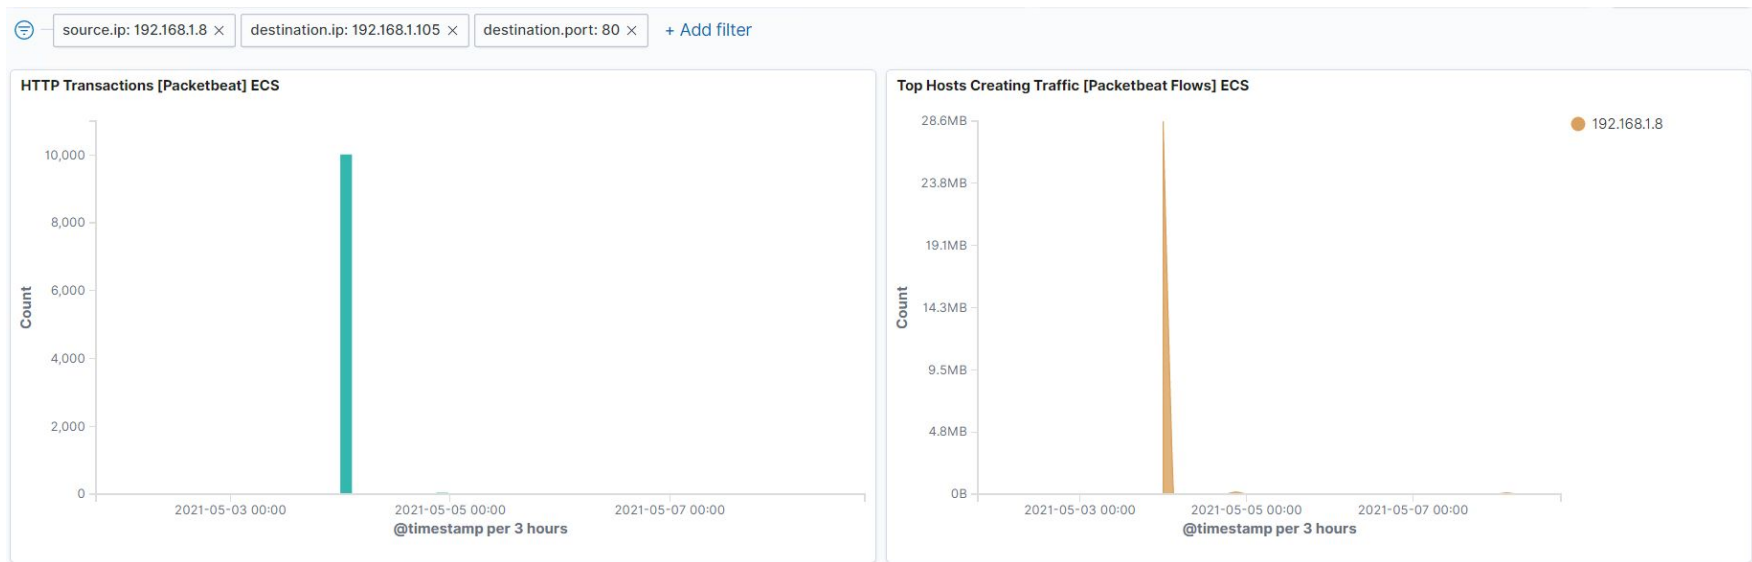 source.ip: 192.168.1.8 × destination.ip: 192.168.1.105 × destination.port: 80 × + Add filter
HTTP Transactions [Packetbeat] ECS
10,000
8,000
6,000
4,000
2,000
0
Count
2021-05-03 00:00 2021-05-05 00:00 2021-05-07 00:00
@timestamp per 3 hours
Top Hosts Creating Traffic [Packetbeat Flows] ECS
28.6MB
23.8MB
19.1MB
14.3MB
9.5MB
4.8MB
0B
Count
2021-05-03 00:00 2021-05-05 00:00 2021-05-07 00:00
@timestamp per 3 hours
192.168.1.8